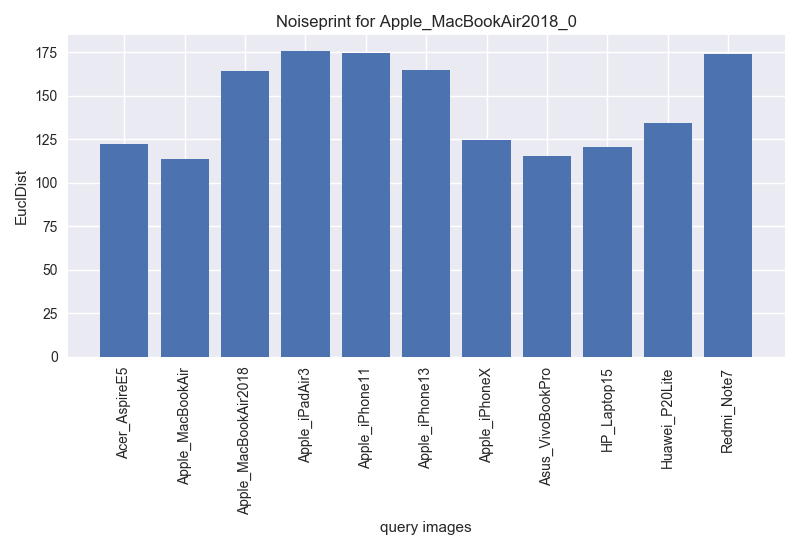 Noiseprint for Apple_MacBookAir2018_0
EuclDist
175
150
125
100
75
50
25
0
Acer_AspireE5
Apple_MacBookAir
Apple_MacBookAir2018
Apple_iPadAir3
Apple_iPhone11
Apple_iPhone13
Apple_iPhoneX
Asus_VivoBookPro
HP_Laptop15
Huawei_P20Lite
Redmi_Note7
query images